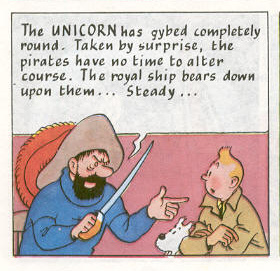 The UNICORN has gybed completely
round. Taken by surprise, the
pirates have no time to alter
course. The royal ship bears down
upon them... Steady...